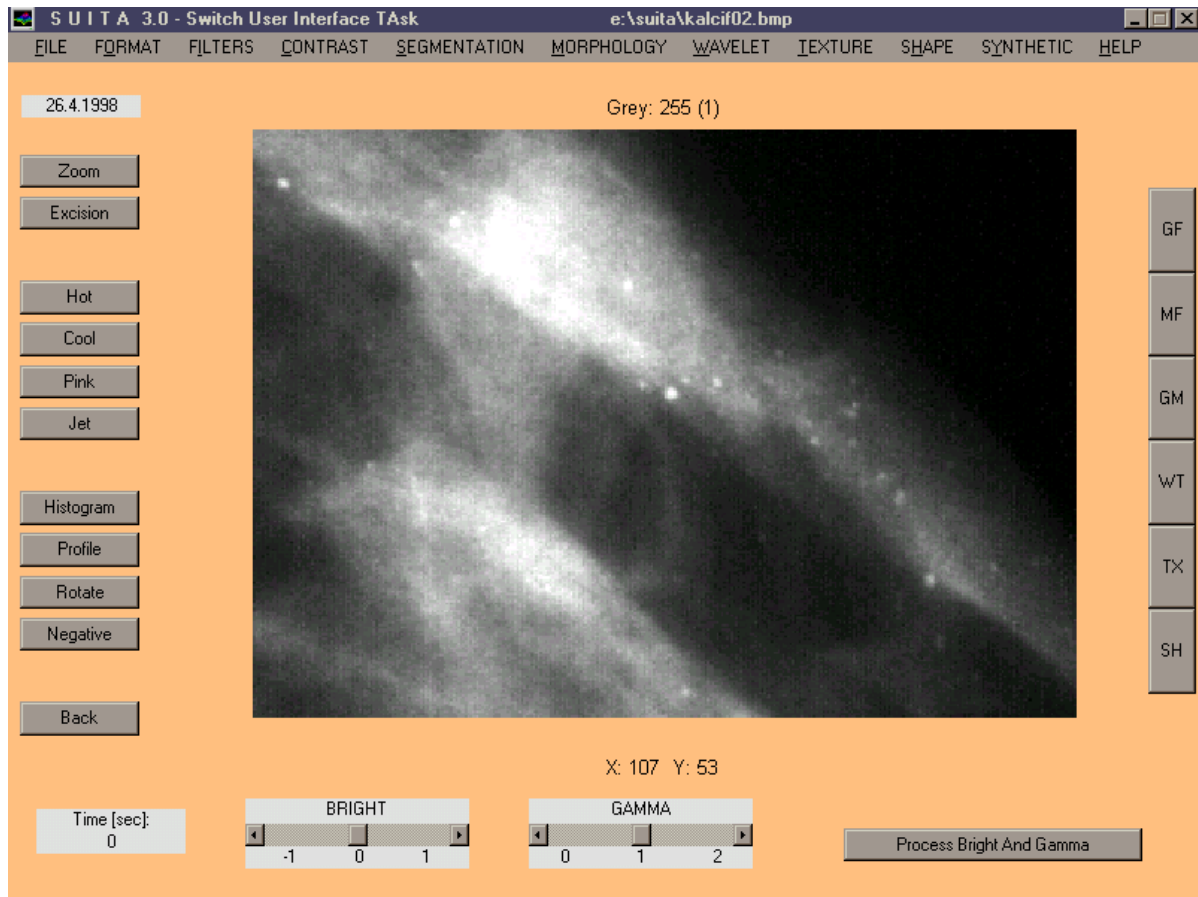 S U I T A 3.0 - Switch User Interface TAsk e:\suita\kalcif02.bmp
FILE FORMAT FILTERS CONTRAST SEGMENTATION MORPHOLOGY WAVELET TEXTURE SHAPE SYNTHETIC HELP
26.4.1998
Grey: 255 (1)
Zoom
Excision
Hot
Cool
Pink
Jet
Histogram
Profile
Rotate
Negative
Back
GF
MF
GM
WT
TX
SH
X: 107 Y: 53
Time [sec]:
0
BRIGHT
-1 0 1
GAMMA
0 1 2
Process Bright And Gamma